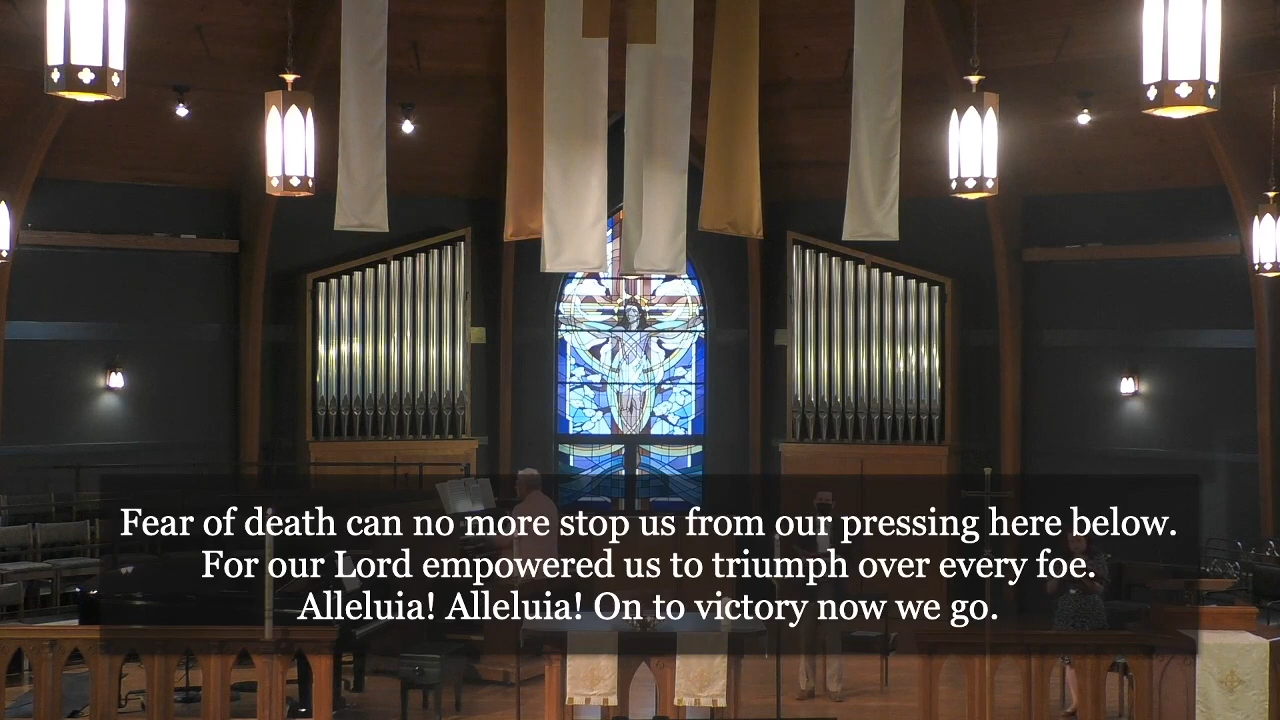 Fear of death can no more stop us from our pressing here below.
For our Lord empowered us to triumph over every foe.
Alleluia! Alleluia! On to victory now we go.